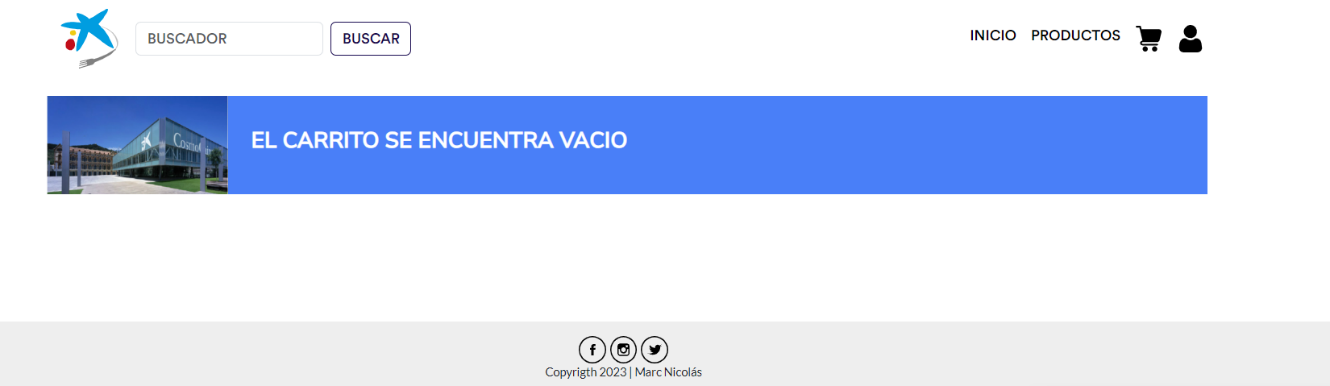 BUSCADOR
BUSCAR
INICIO
PRODUCTOS
EL CARRITO SE ENCUENTRA VACIO
Copyrigth 2023 | Marc Nicolás